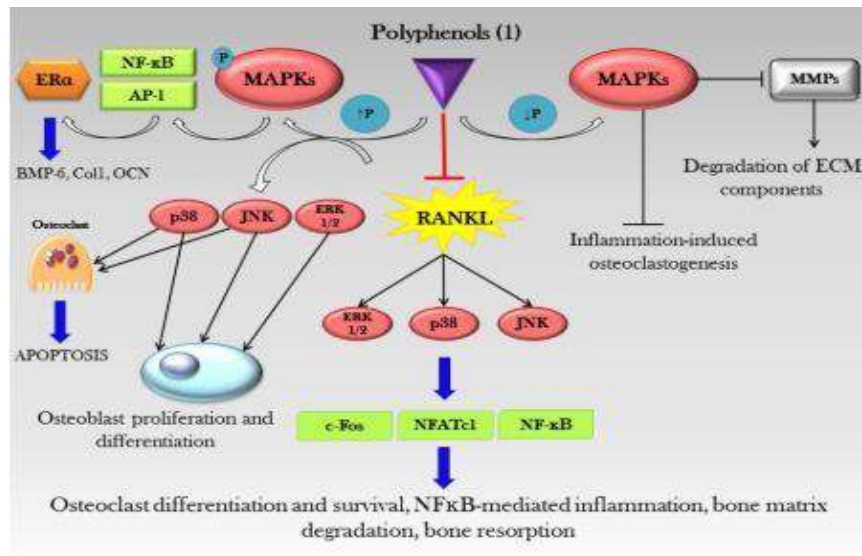 Polyphenols (1)
ERα
NF-κB
AP-1
P
MAPKs
↑P
↓P
MAPKs
MMPs
BMP-6, Col1, OCN
Degradation of ECM
components
p38
JNK
ERK
1/2
RANKL
Inflammation-induced
osteoclastogenesis
Osteoclast
APOPTOSIS
ERK
1/2
p38
JNK
Osteoblast proliferation and
differentiation
c-Fos
NFATc1
NF-κB
Osteoclast differentiation and survival, NFκB-mediated inflammation, bone matrix
degradation, bone resorption